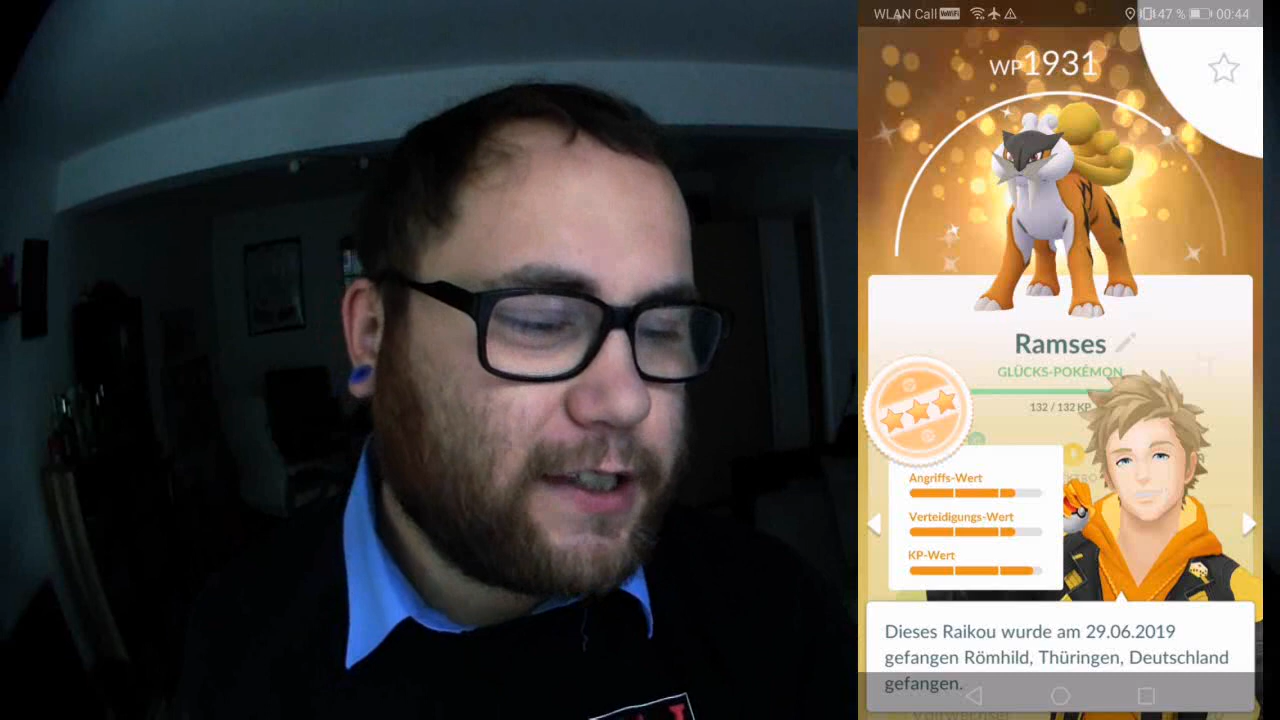 WLAN Call WiFi 47 % 00:44
WP1931
Ramses
GLÜCKS-POKÉMON
132 / 132 KP
Angriffs-Wert
Verteidigungs-Wert
KP-Wert
Dieses Raikou wurde am 29.06.2019
gefangen Römhild, Thüringen, Deutschland
gefangen.